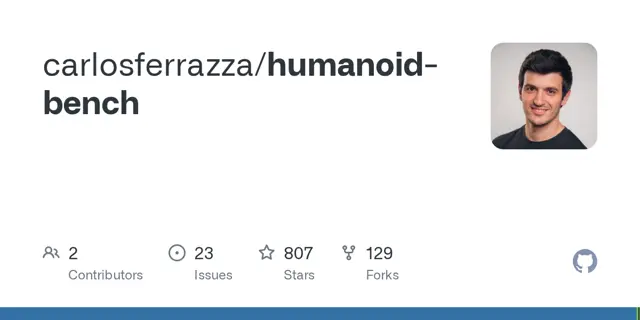 carlosferrazza/humanoid-
bench
2
Contributors
23
Issues
807
Stars
129
Forks